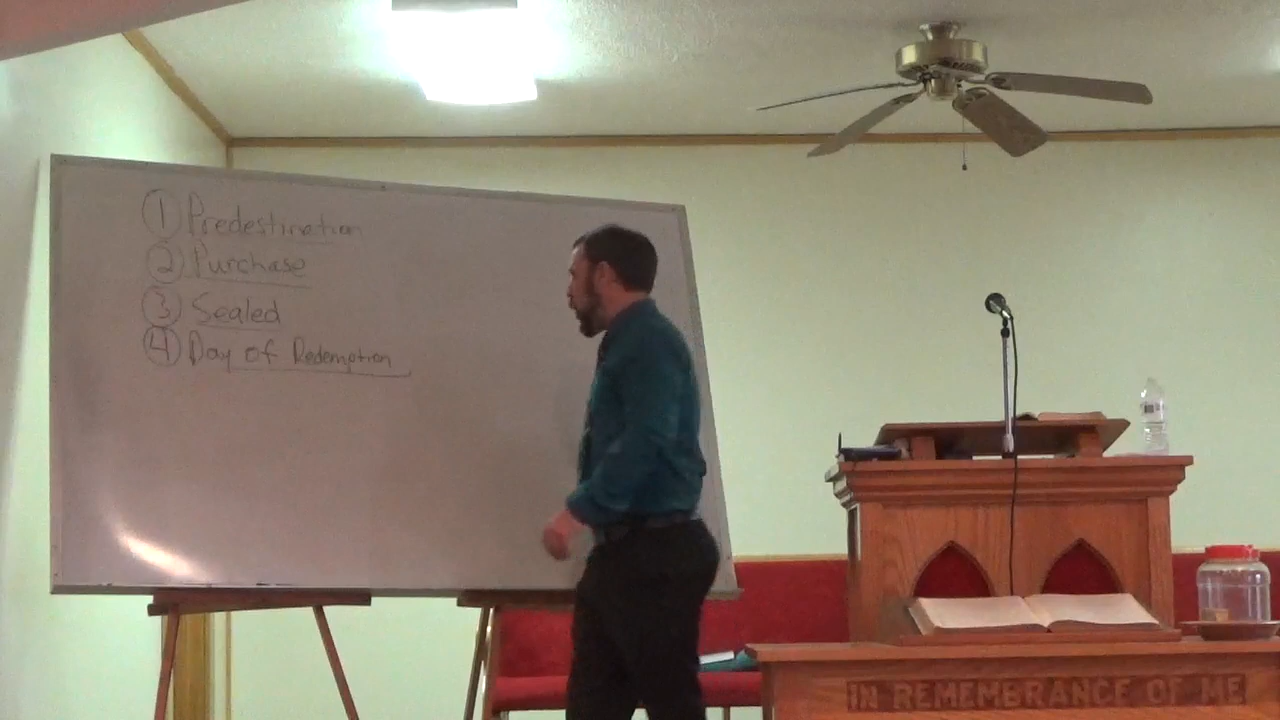 ① Predestination
② Purchase
③ Sealed
④ Day of Redemption
IN REMEMBRANCE OF ME